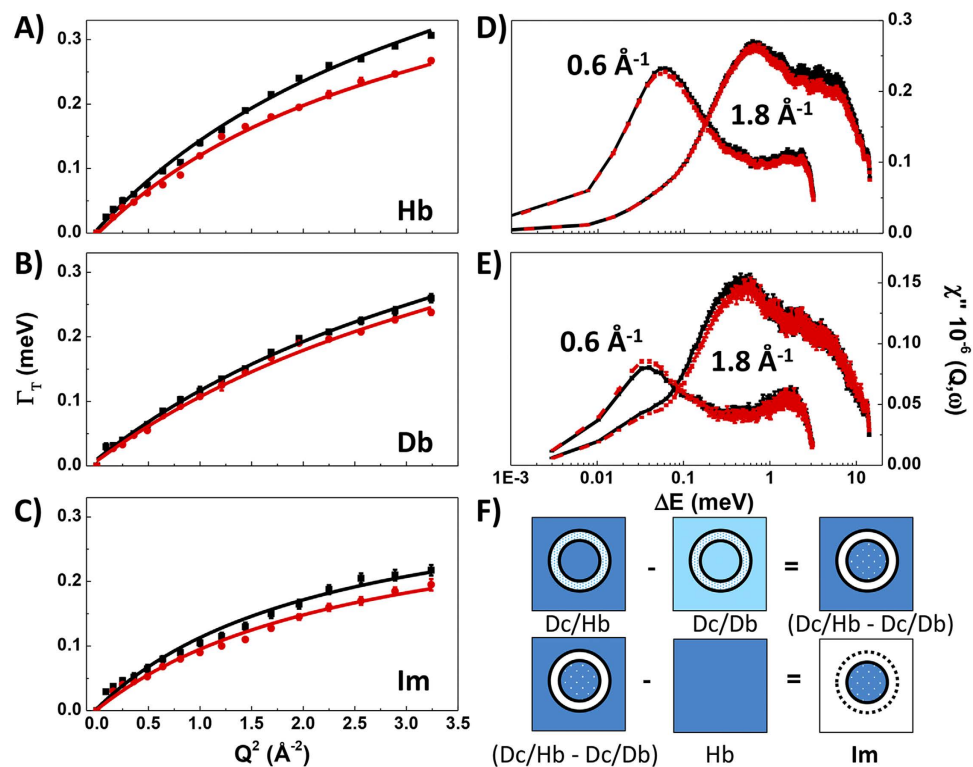 A)
0.3
0.2
0.1
0.0
Hb
B)
0.3
0.2
0.1
0.0
Db
C)
0.3
0.2
0.1
0.0
Im
0.0 0.5 1.0 1.5 2.0 2.5 3.0 3.5
Q² (Å⁻²)
Γ_T (meV)
D)
0.6 Å⁻¹
1.8 Å⁻¹
0.3
0.2
0.1
0.0
E)
0.6 Å⁻¹
1.8 Å⁻¹
0.15
0.10
0.05
0.00
1E-3 0.01 0.1 1 10
ΔE (meV)
χ'' 10⁻⁶ (Q,ω)
F)
- =
Dc/Hb Dc/Db (Dc/Hb - Dc/Db)
- =
(Dc/Hb - Dc/Db) Hb Im